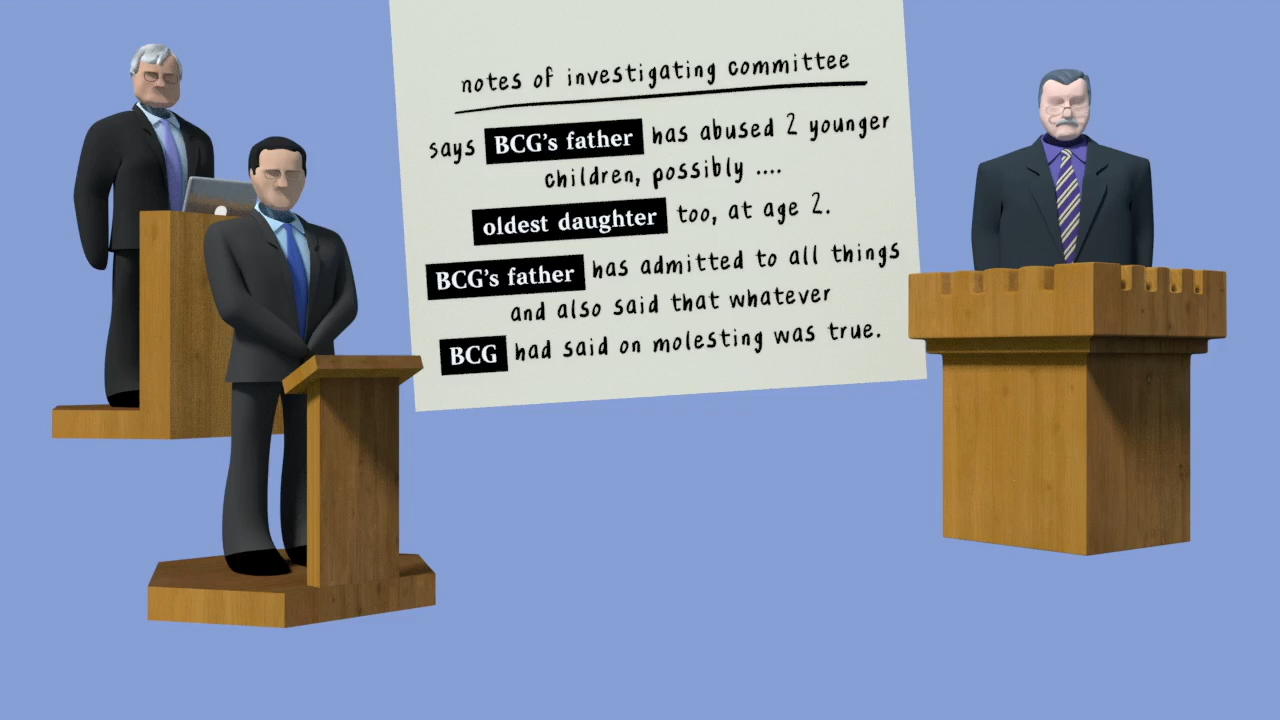 notes of investigating committee
says BCG's father has abused 2 younger
children, possibly ....
oldest daughter too, at age 2.
BCG's father has admitted to all things
and also said that whatever
BCG had said on molesting was true.